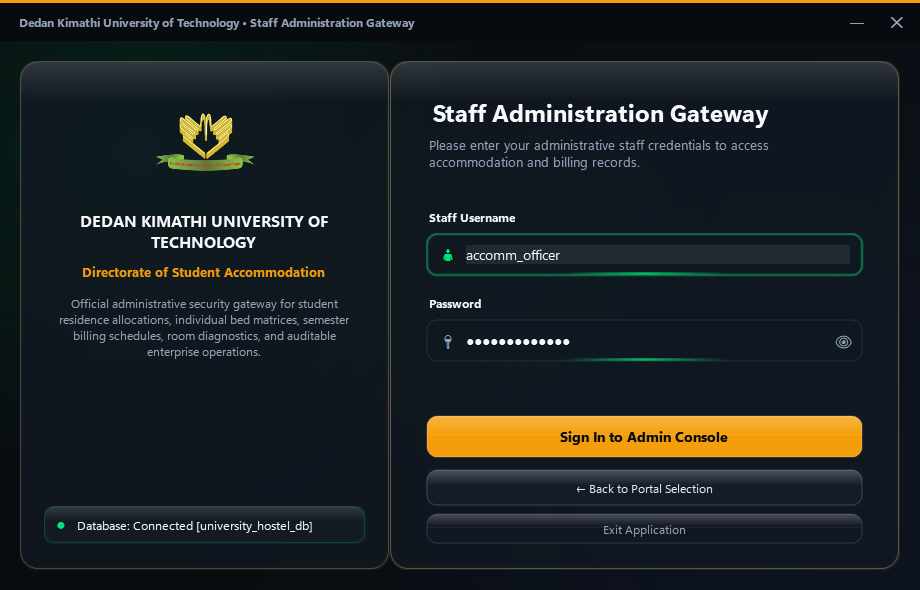 Dedan Kimathi University of Technology • Staff Administration Gateway
DEDAN KIMATHI UNIVERSITY OF
TECHNOLOGY
Directorate of Student Accommodation
Official administrative security gateway for student
residence allocations, individual bed matrices, semester
billing schedules, room diagnostics, and auditable
enterprise operations.
Database: Connected [university_hostel_db]
Staff Administration Gateway
Please enter your administrative staff credentials to access
accommodation and billing records.
Staff Username
accomm_officer
Password
•••••••••••••
Sign In to Admin Console
← Back to Portal Selection
Exit Application